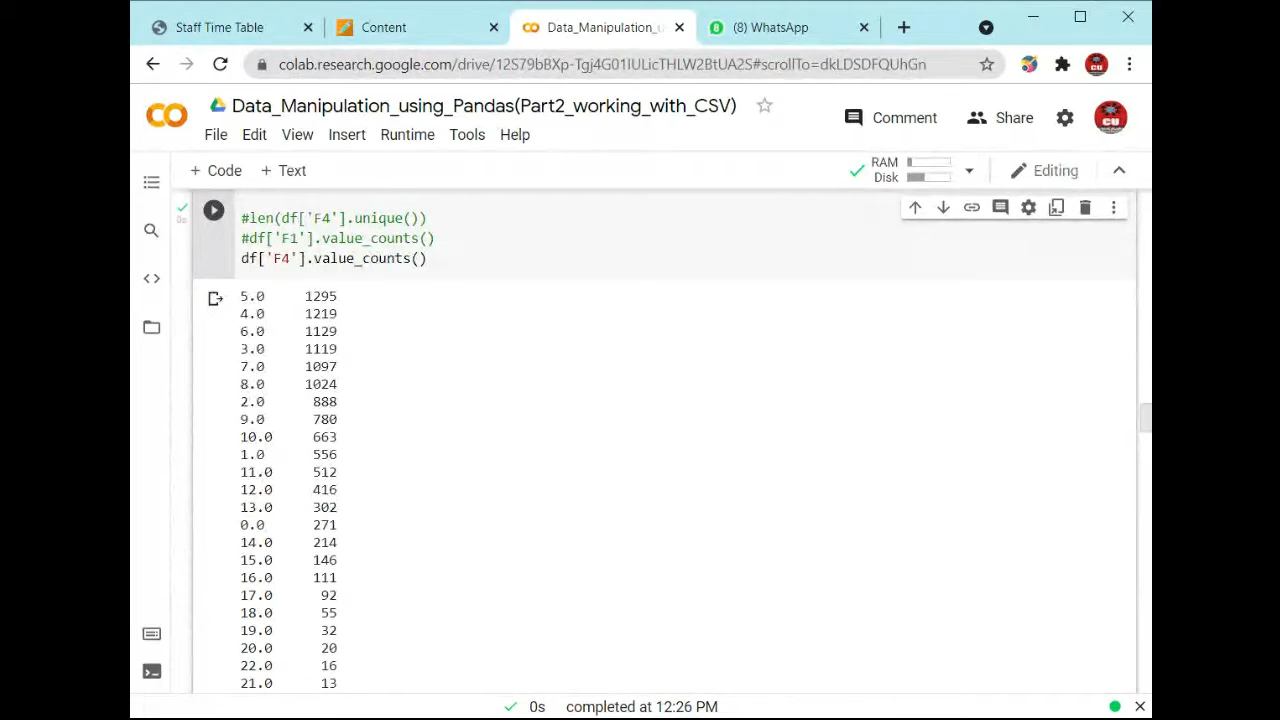 Staff Time Table
Content
Data_Manipulation_u
(8) WhatsApp
colab.research.google.com/drive/12S79bBXp-Tgj4G01lULicTHLW2BtUA2S#scrollTo=dkLDSDFQUhGn
CO Data_Manipulation_using_Pandas(Part2_working_with_CSV)
Comment Share CU
File Edit View Insert Runtime Tools Help
+ Code + Text
RAM
Disk
Editing
0s
#len(df['F4'].unique())
#df['F1'].value_counts()
df['F4'].value_counts()
5.0 1295
4.0 1219
6.0 1129
3.0 1119
7.0 1097
8.0 1024
2.0 888
9.0 780
10.0 663
1.0 556
11.0 512
12.0 416
13.0 302
0.0 271
14.0 214
15.0 146
16.0 111
17.0 92
18.0 55
19.0 32
20.0 20
22.0 16
21.0 13
0s completed at 12:26 PM